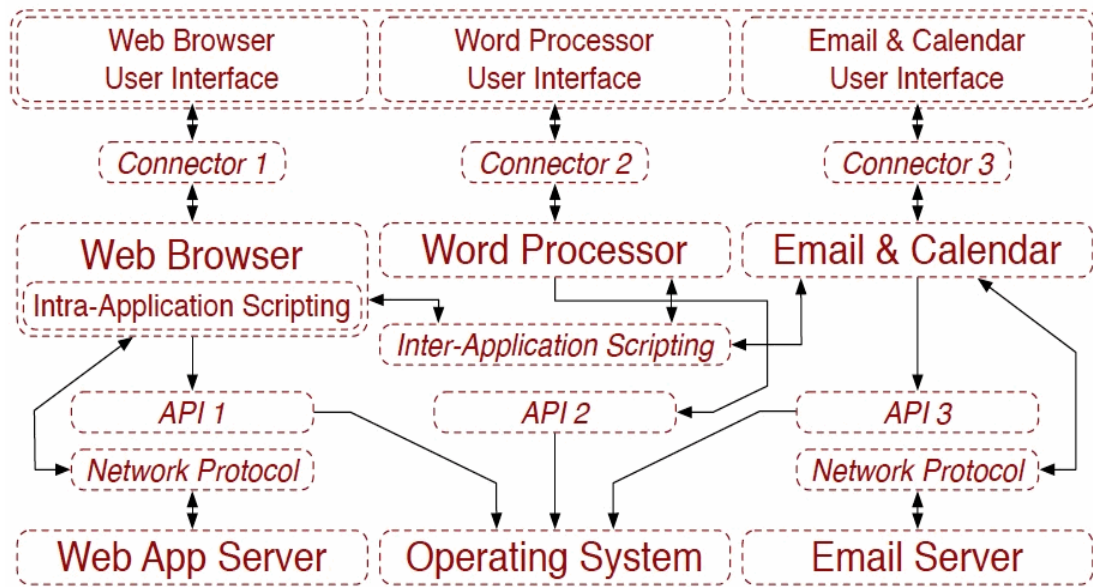 Web Browser
User Interface
Word Processor
User Interface
Email & Calendar
User Interface
Connector 1
Connector 2
Connector 3
Web Browser
Intra-Application Scripting
Word Processor
Email & Calendar
Inter-Application Scripting
API 1
API 2
API 3
Network Protocol
Network Protocol
Web App Server
Operating System
Email Server